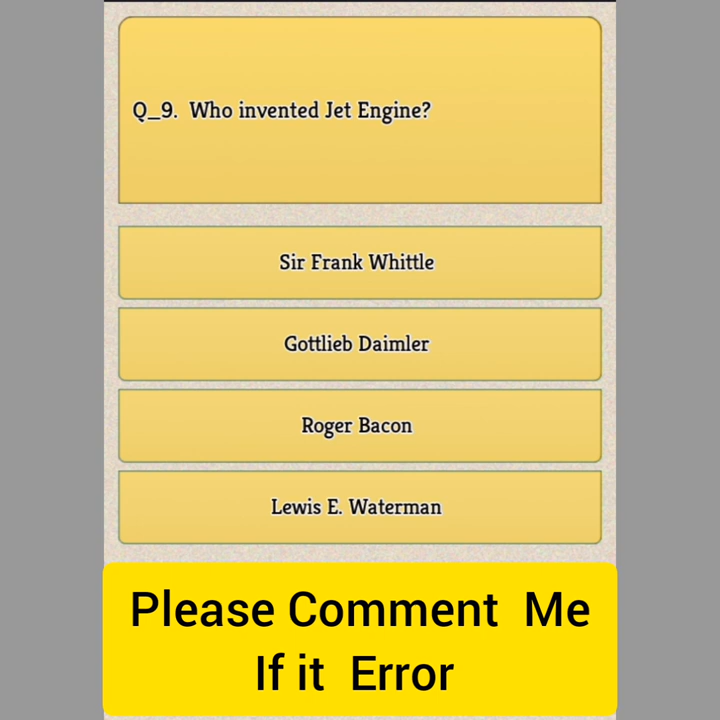 Q_9. Who invented Jet Engine?
Sir Frank Whittle
Gottlieb Daimler
Roger Bacon
Lewis E. Waterman
Please Comment Me
If it Error